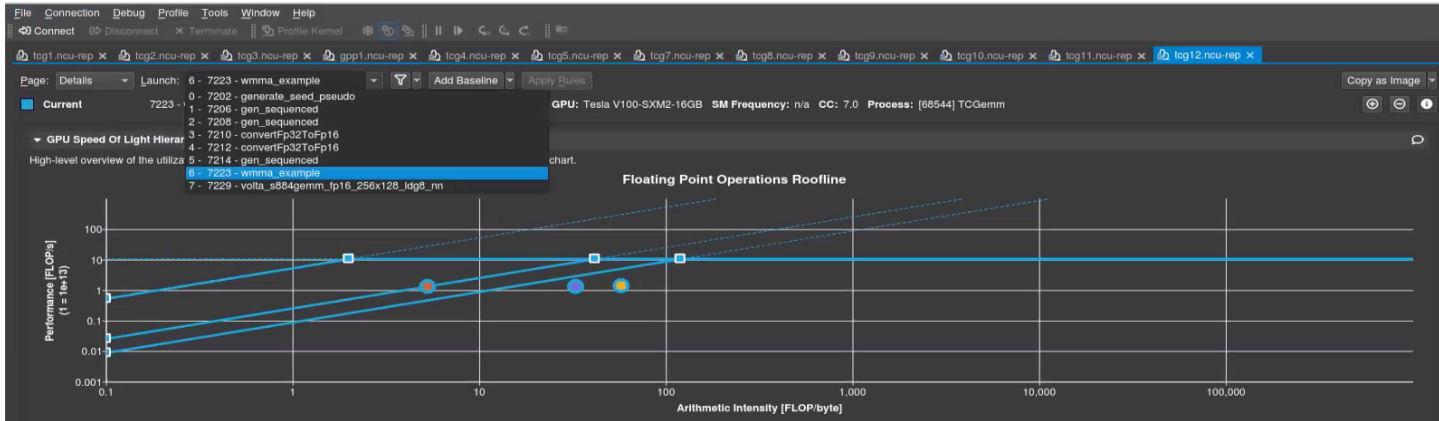 File Connection Debug Profile Tools Window Help
Connect Disconnect Terminate Profile Kernel
tcg1.ncu-rep tcg2.ncu-rep tcg3.ncu-rep gpp1.ncu-rep tcg4.ncu-rep tcg5.ncu-rep tcg7.ncu-rep tcg8.ncu-rep tcg9.ncu-rep tcg10.ncu-rep tcg11.ncu-rep tcg12.ncu-rep
Page: Details Launch: 6 - 7223 - wmma_example Add Baseline Apply Rules Copy as Image
Current 7223 - GPU: Tesla V100-SXM2-16GB SM Frequency: n/a CC: 7.0 Process: [68544] TCGemm
0 - 7202 - generate_seed_pseudo
1 - 7206 - gen_sequenced
2 - 7208 - gen_sequenced
3 - 7210 - convertFp32ToFp16
4 - 7212 - convertFp32ToFp16
5 - 7214 - gen_sequenced
6 - 7223 - wmma_example
7 - 7229 - volta_s884gemm_fp16_256x128_ldg8_nn
GPU Speed Of Light Hierar
High-level overview of the utiliza chart.
Floating Point Operations Roofline
Performance [FLOP/s]
(1 = 1e+13)
100
10
1
0.1
0.01
0.001
0.1 1 10 100 1,000 10,000 100,000
Arithmetic Intensity [FLOP/byte]